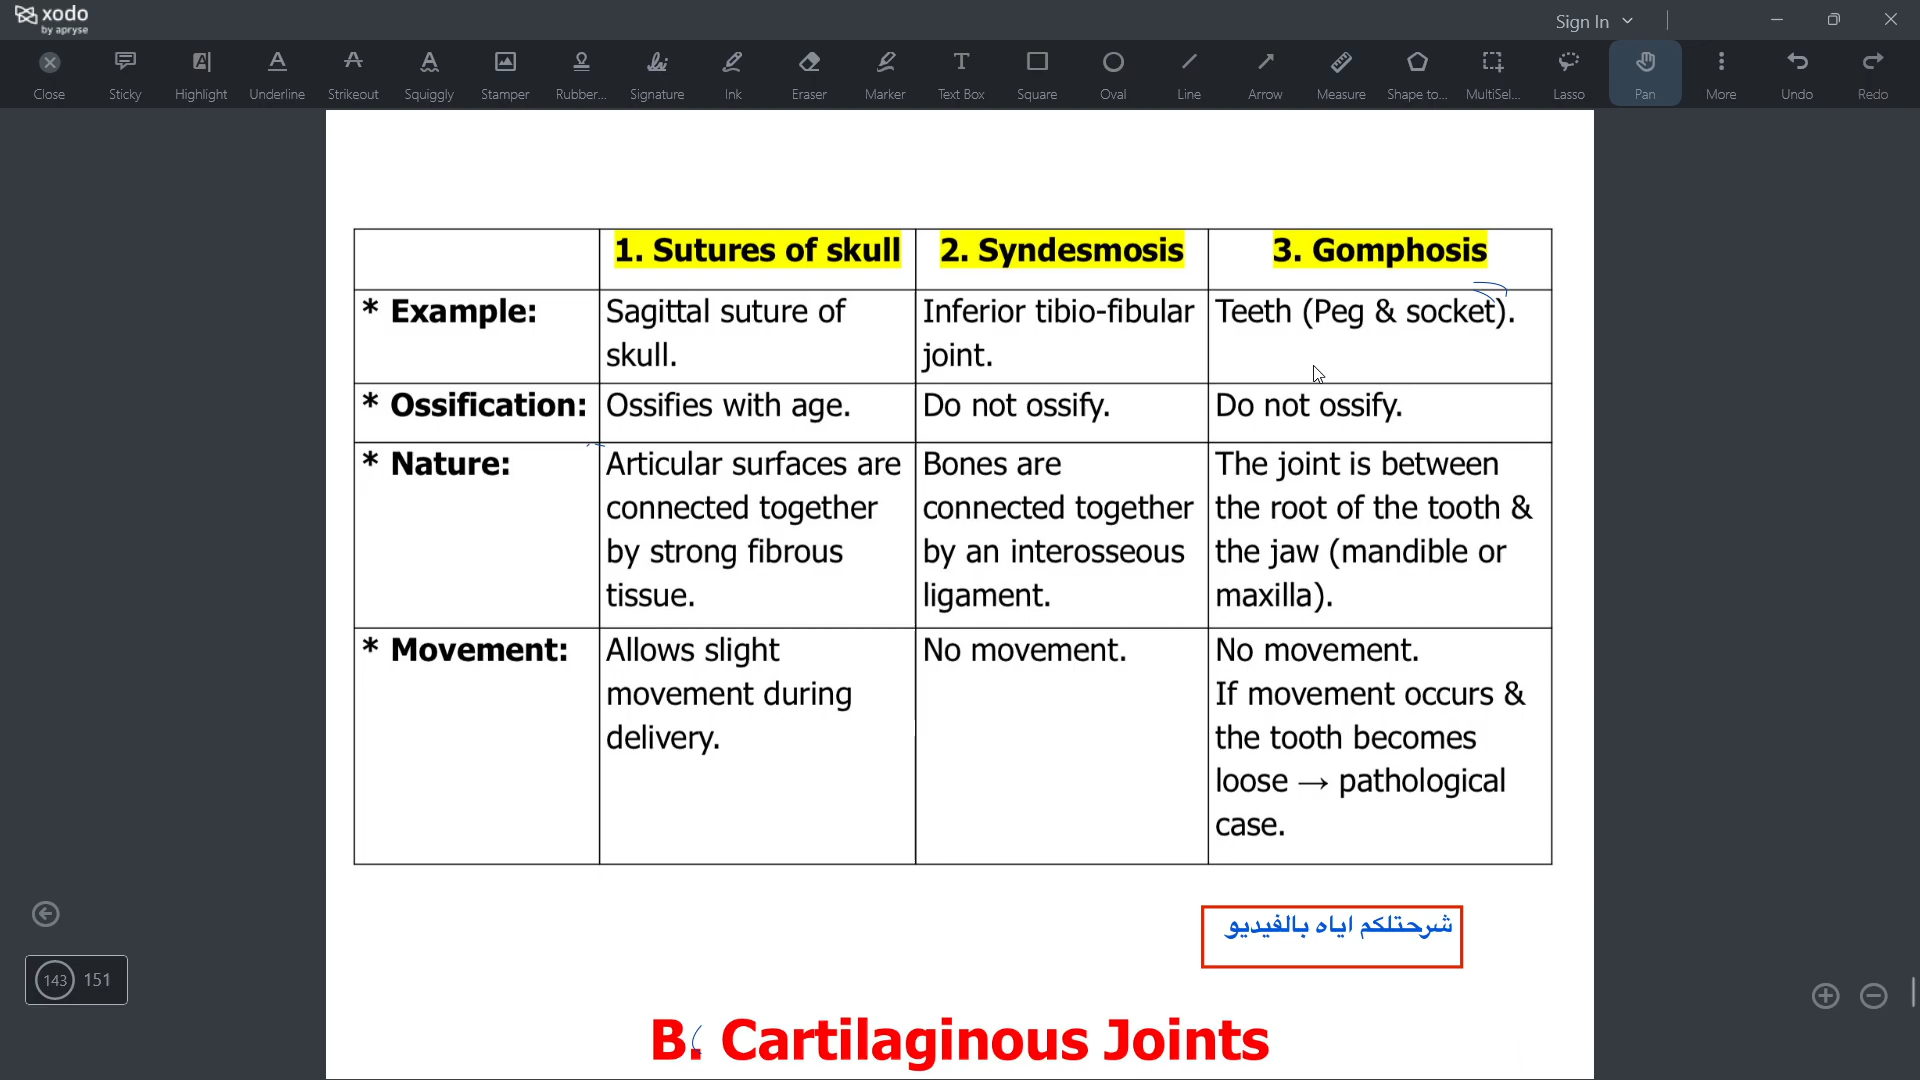 xodo
by apryse
Sign In
Close
Sticky
Highlight
Underline
Strikeout
Squiggly
Stamper
Rubber...
Signature
Ink
Eraser
Marker
Text Box
Square
Oval
Line
Arrow
Measure
Shape to...
MultiSel...
Lasso
Pan
More
Undo
Redo
1. Sutures of skull
2. Syndesmosis
3. Gomphosis
* Example:
Sagittal suture of
skull.
Inferior tibio-fibular
joint.
Teeth (Peg & socket).
* Ossification:
Ossifies with age.
Do not ossify.
Do not ossify.
* Nature:
Articular surfaces are
connected together
by strong fibrous
tissue.
Bones are
connected together
by an interosseous
ligament.
The joint is between
the root of the tooth &
the jaw (mandible or
maxilla).
* Movement:
Allows slight
movement during
delivery.
No movement.
No movement.
If movement occurs &
the tooth becomes
loose → pathological
case.
شرحتلكم اياه بالفيديو
143 151
B. Cartilaginous Joints